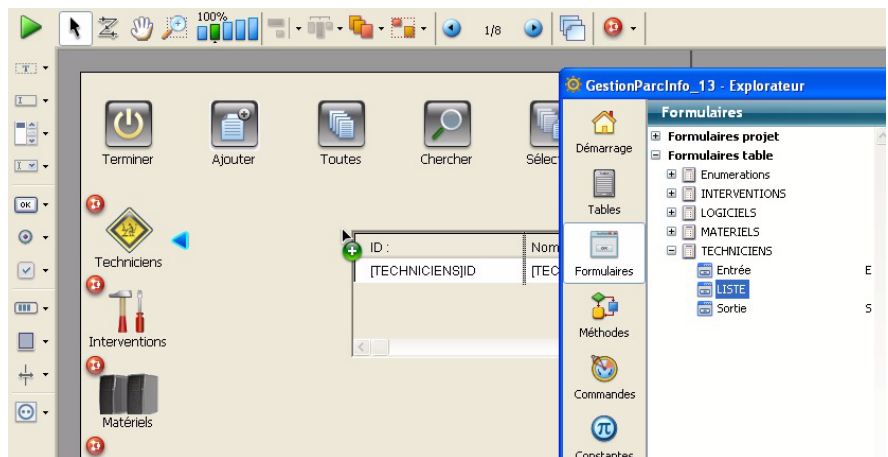 100%
1/8
GestionParcInfo_13 - Explorateur
Formulaires
Démarrage
Tables
Formulaires
Méthodes
Commandes
Constantes
Formulaires projet
Formulaires table
Enumerations
INTERVENTIONS
LOGICIELS
MATERIELS
TECHNICIENS
Entrée E
LISTE
Sortie S
Terminer
Ajouter
Toutes
Chercher
Sélec
Techniciens
Interventions
Matériels
ID : Nom
[TECHNICIENS]ID [TEC
OK